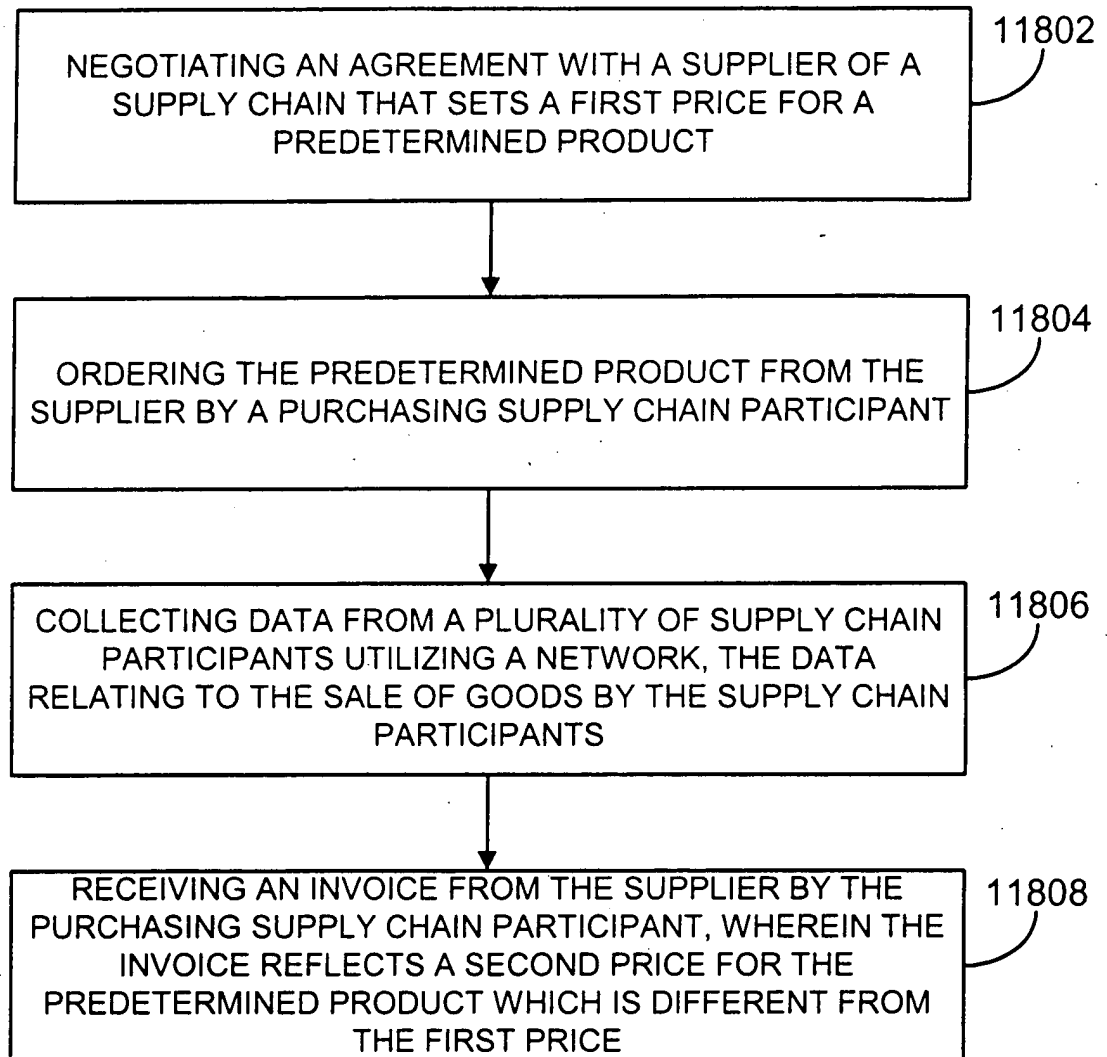 11802
NEGOTIATING AN AGREEMENT WITH A SUPPLIER OF A
SUPPLY CHAIN THAT SETS A FIRST PRICE FOR A
PREDETERMINED PRODUCT
11804
ORDERING THE PREDETERMINED PRODUCT FROM THE
SUPPLIER BY A PURCHASING SUPPLY CHAIN PARTICIPANT
11806
COLLECTING DATA FROM A PLURALITY OF SUPPLY CHAIN
PARTICIPANTS UTILIZING A NETWORK, THE DATA
RELATING TO THE SALE OF GOODS BY THE SUPPLY CHAIN
PARTICIPANTS
11808
RECEIVING AN INVOICE FROM THE SUPPLIER BY THE
PURCHASING SUPPLY CHAIN PARTICIPANT, WHEREIN THE
INVOICE REFLECTS A SECOND PRICE FOR THE
PREDETERMINED PRODUCT WHICH IS DIFFERENT FROM
THE FIRST PRICE